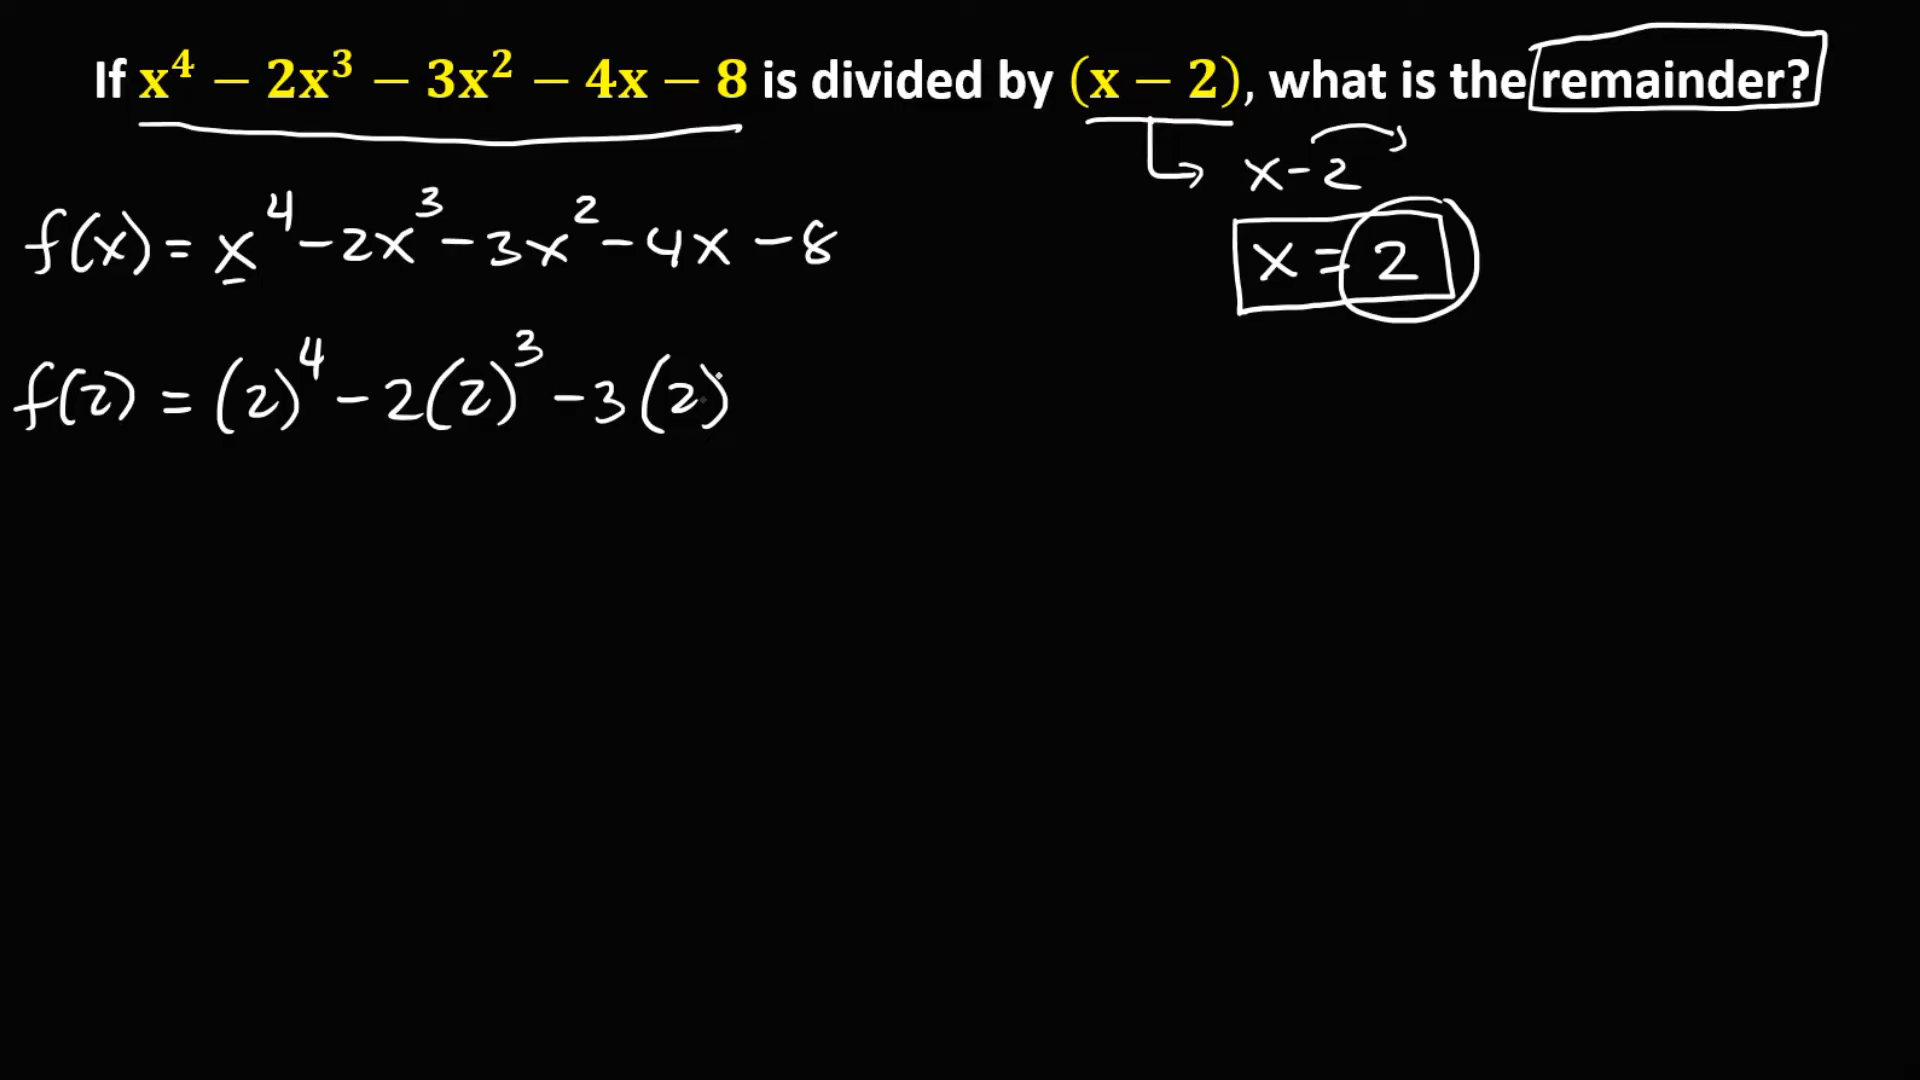 If x⁴ − 2x³ − 3x² − 4x − 8 is divided by (x − 2), what is the remainder?
x-2
f(x) = x⁴-2x³-3x²-4x-8
x = 2
f(2) = (2)⁴-2(2)³-3(2)